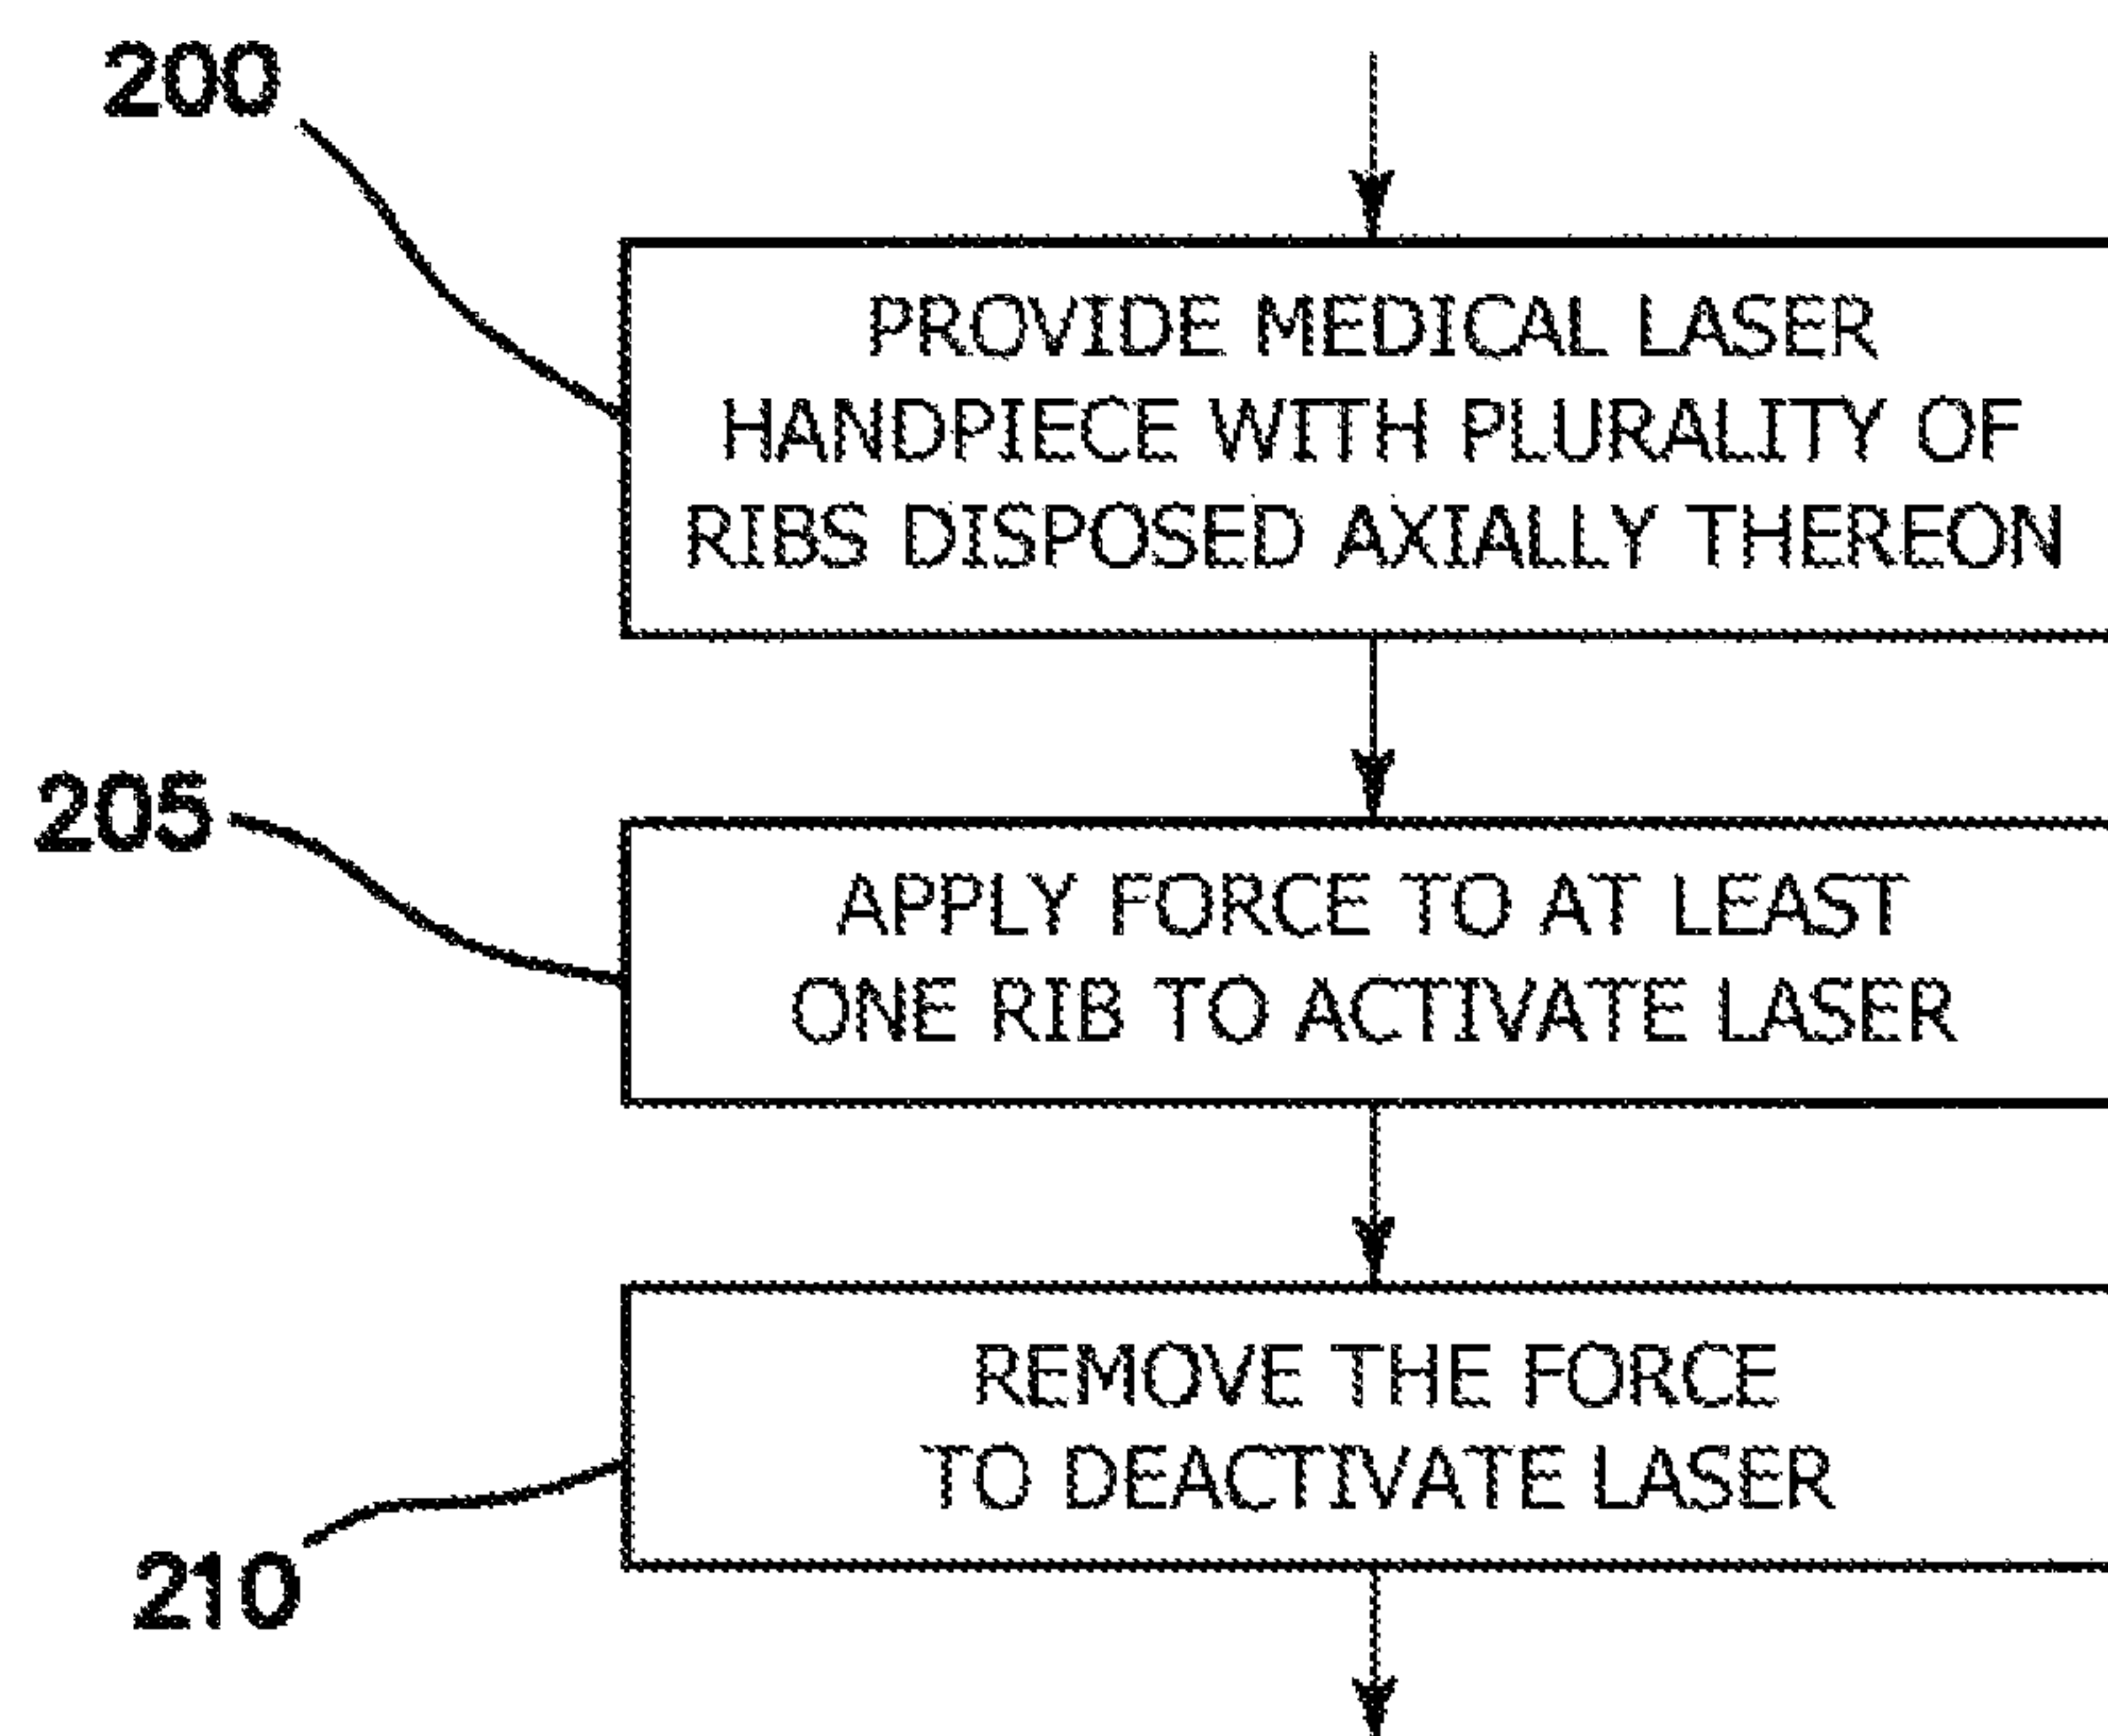 200
PROVIDE MEDICAL LASER
HANDPIECE WITH PLURALITY OF
RIBS DISPOSED AXIALLY THEREON
205
APPLY FORCE TO AT LEAST
ONE RIB TO ACTIVATE LASER
REMOVE THE FORCE
TO DEACTIVATE LASER
210